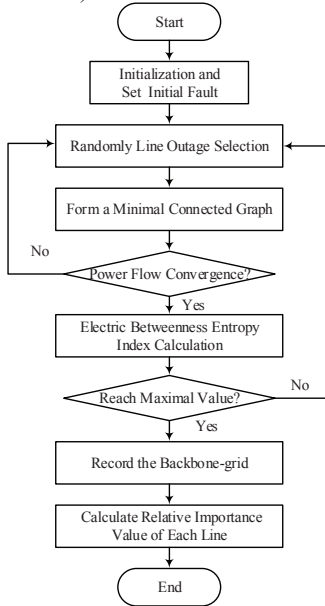 )
Start
Initialization and
Set Initial Fault
Randomly Line Outage Selection
Form a Minimal Connected Graph
No
Power Flow Convergence?
Yes
Electric Betweenness Entropy
Index Calculation
Reach Maximal Value?
No
Yes
Record the Backbone-grid
Calculate Relative Importance
Value of Each Line
End